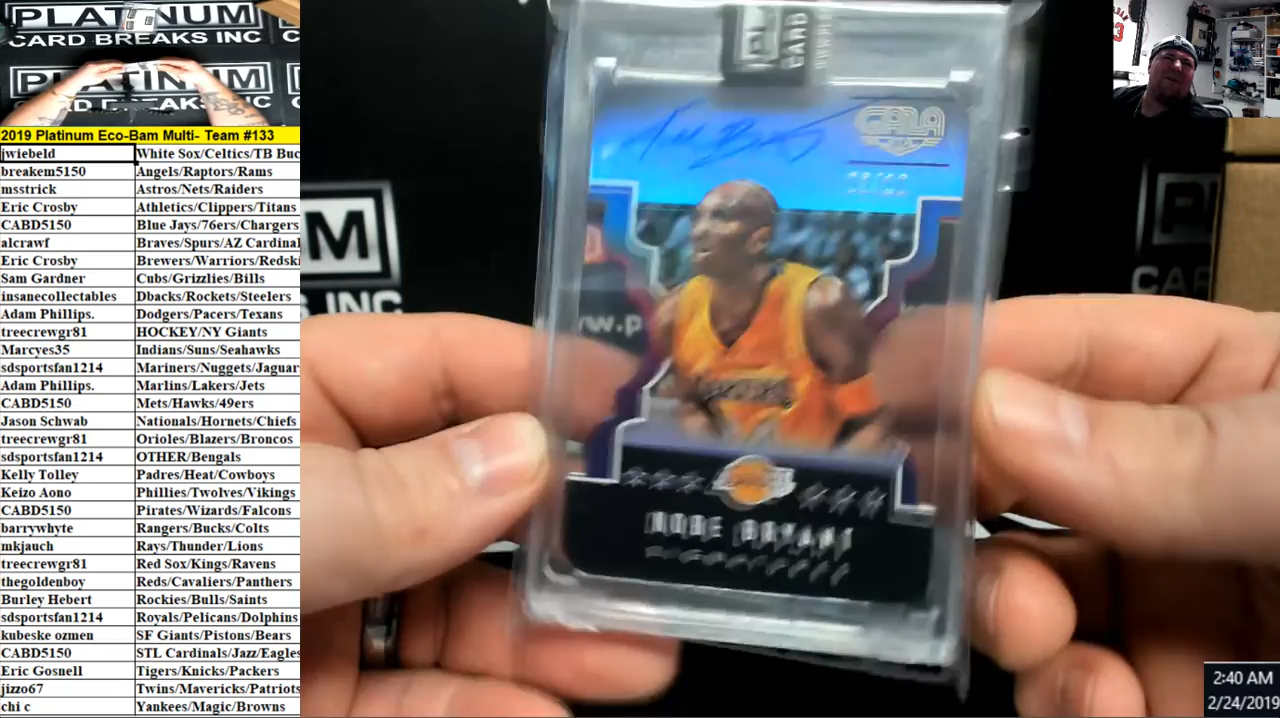 PLATINUM
CARD BREAKS INC
PLATINUM
CARD BREAKS INC
2019 Platinum Eco-Bam Multi- Team #133
jwiebeld White Sox/Celtics/TB Buc
breakem5150 Angels/Raptors/Rams
msstrick Astros/Nets/Raiders
Eric Crosby Athletics/Clippers/Titans
CABD5150 Blue Jays/76ers/Chargers
alcrawf Braves/Spurs/AZ Cardinal
Eric Crosby Brewers/Warriors/Redski
Sam Gardner Cubs/Grizzlies/Bills
insanecollectables Dbacks/Rockets/Steelers
Adam Phillips. Dodgers/Pacers/Texans
treecrewgr81 HOCKEY/NY Giants
Marcyes35 Indians/Suns/Seahawks
sdsportsfan1214 Mariners/Nuggets/Jaguar
Adam Phillips. Marlins/Lakers/Jets
CABD5150 Mets/Hawks/49ers
Jason Schwab Nationals/Hornets/Chiefs
treecrewgr81 Orioles/Blazers/Broncos
sdsportsfan1214 OTHER/Bengals
Kelly Tolley Padres/Heat/Cowboys
Keizo Aono Phillies/Twolves/Vikings
CABD5150 Pirates/Wizards/Falcons
barrywhyte Rangers/Bucks/Colts
mkjauch Rays/Thunder/Lions
treecrewgr81 Red Sox/Kings/Ravens
thegoldenboy Reds/Cavaliers/Panthers
Burley Hebert Rockies/Bulls/Saints
sdsportsfan1214 Royals/Pelicans/Dolphins
kubeske ozmen SF Giants/Pistons/Bears
CABD5150 STL Cardinals/Jazz/Eagles
Eric Gosnell Tigers/Knicks/Packers
jizzo67 Twins/Mavericks/Patriots
chi c Yankees/Magic/Browns
CARD
GALA
KOBE BRYANT
M
S INC
CARD B
2:40 AM
2/24/2019